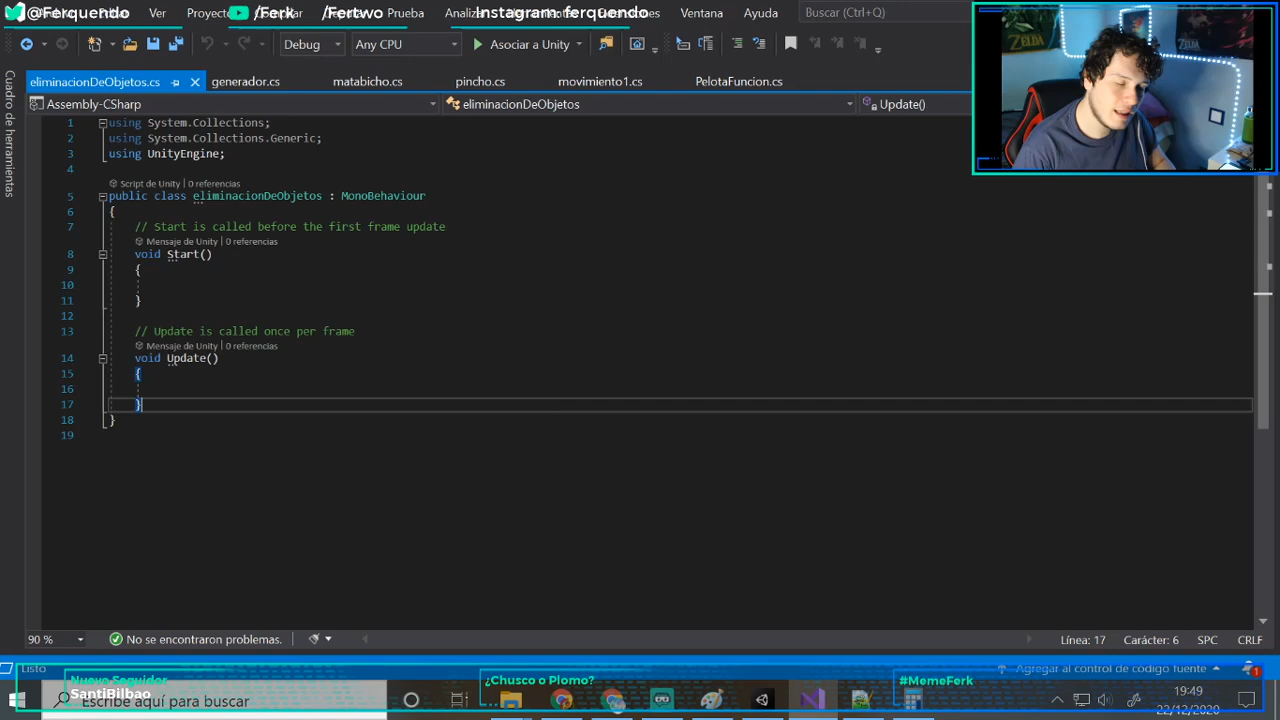 @Ferquendo
/Ferk
/Ferwo
Instagram: ferquendo
Ver
Proyecto
Prueba
Ventana
Ayuda
Buscar (Ctrl+Q)
Debug
Any CPU
Asociar a Unity
Cuadro de herramientas
eliminacionDeObjetos.cs
generador.cs
matabicho.cs
pincho.cs
movimiento1.cs
PelotaFuncion.cs
Assembly-CSharp
eliminacionDeObjetos
Update()
ZELDA
1 using System.Collections;
2 using System.Collections.Generic;
3 using UnityEngine;
4
Script de Unity | 0 referencias
5 public class eliminacionDeObjetos : MonoBehaviour
6 {
7 // Start is called before the first frame update
Mensaje de Unity | 0 referencias
8 void Start()
9 {
10
11 }
12
13 // Update is called once per frame
Mensaje de Unity | 0 referencias
14 void Update()
15 {
16
17 }
18 }
19
90 %
No se encontraron problemas.
Línea: 17
Carácter: 6
SPC
CRLF
Listo
Agregar al control de código fuente
1
Nuevo Seguidor
SantiBilbao
¿Chusco o Plomo?
#MemeFerk
Escribe aquí para buscar
19:49
22/12/2020